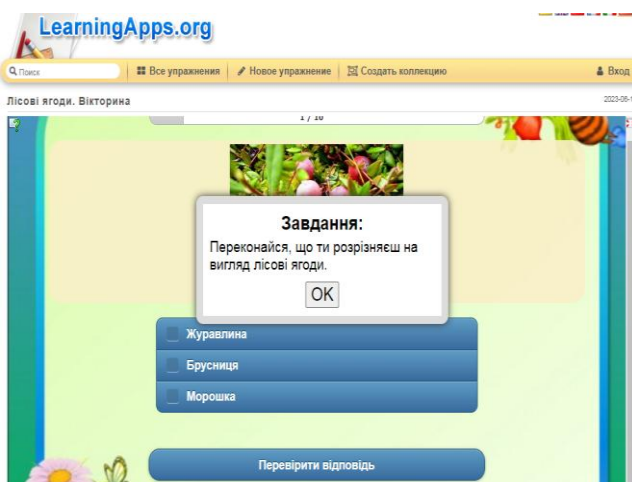 LearningApps.org
Поиск
Все упражнения
Новое упражнение
Создать коллекцию
Вход
Лісові ягоди. Вікторина
1 / 10
Завдання:
Переконайся, що ти розрізняєш на
вигляд лісові ягоди.
OK
Журавлина
Брусниця
Морошка
Перевірити відповідь